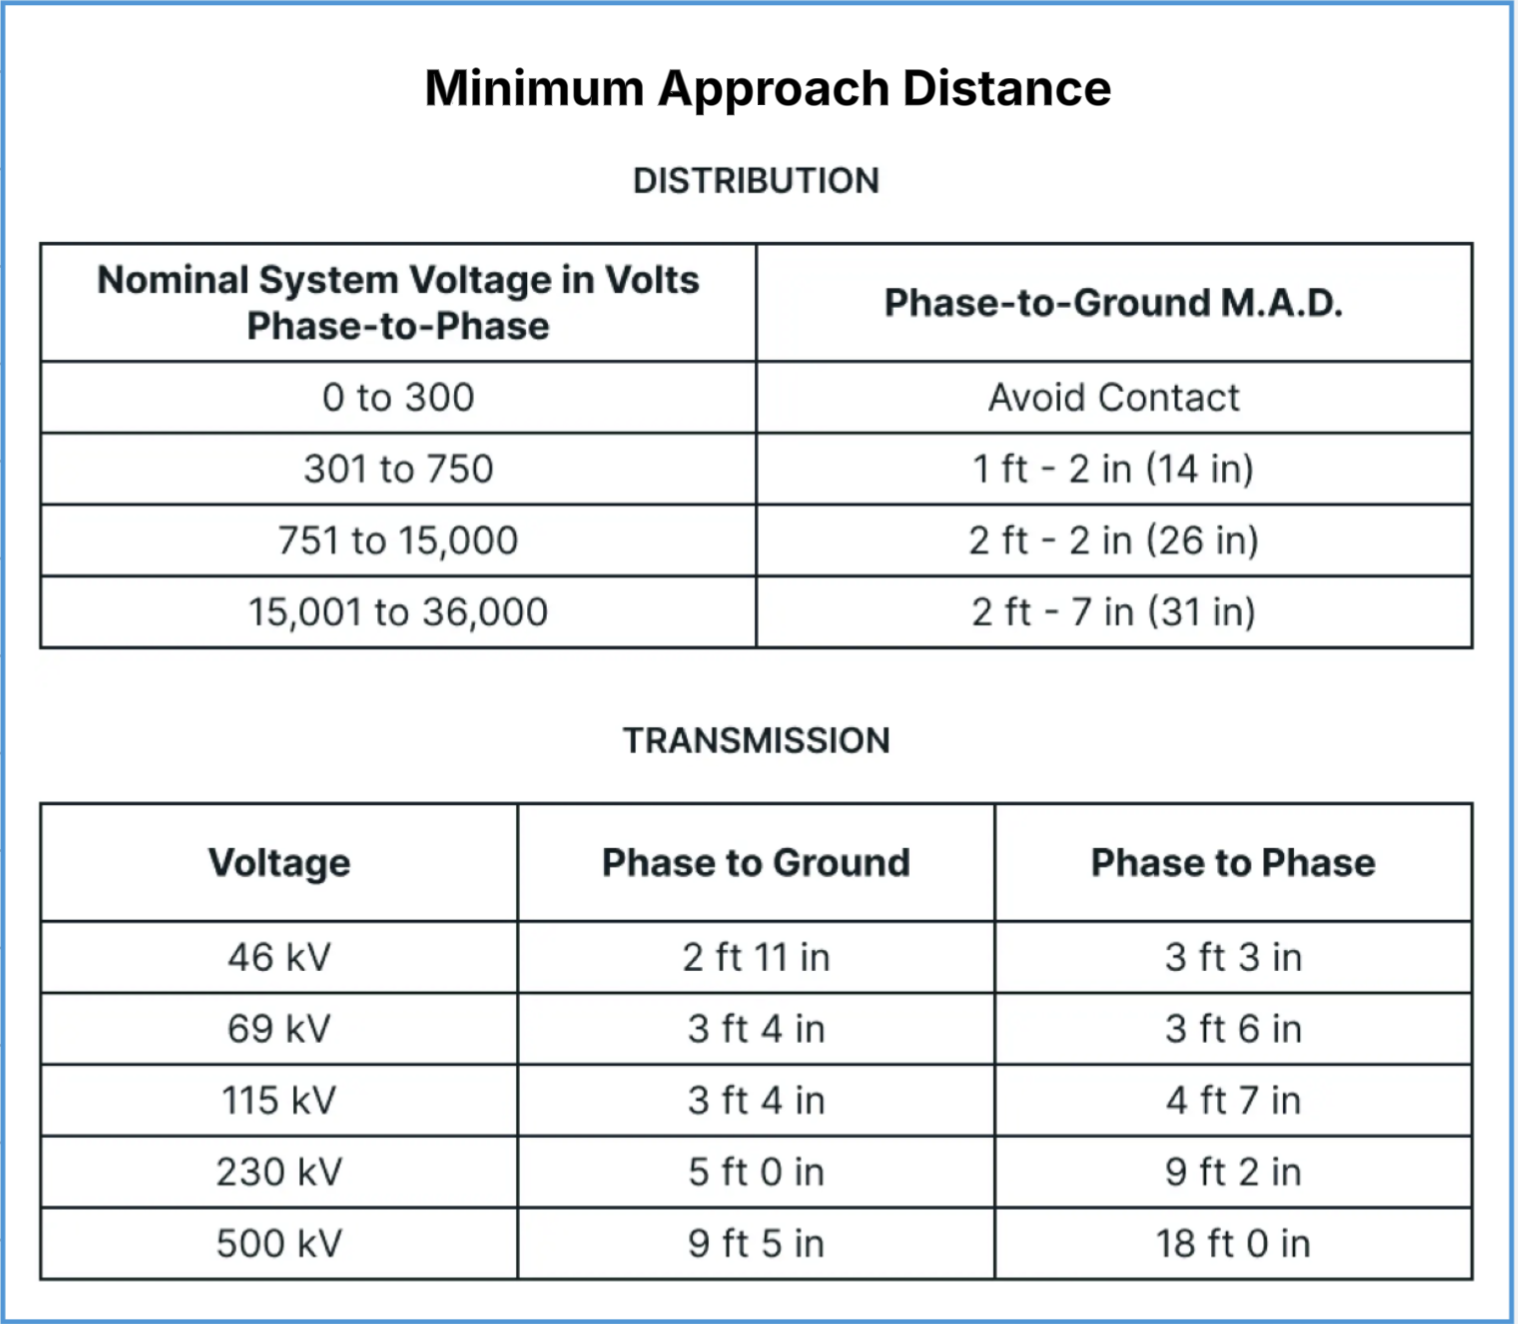 Minimum Approach Distance
DISTRIBUTION
Nominal System Voltage in Volts
Phase-to-Phase
Phase-to-Ground M.A.D.
0 to 300 Avoid Contact
301 to 750 1 ft - 2 in (14 in)
751 to 15,000 2 ft - 2 in (26 in)
15,001 to 36,000 2 ft - 7 in (31 in)
TRANSMISSION
Voltage Phase to Ground Phase to Phase
46 kV 2 ft 11 in 3 ft 3 in
69 kV 3 ft 4 in 3 ft 6 in
115 kV 3 ft 4 in 4 ft 7 in
230 kV 5 ft 0 in 9 ft 2 in
500 kV 9 ft 5 in 18 ft 0 in